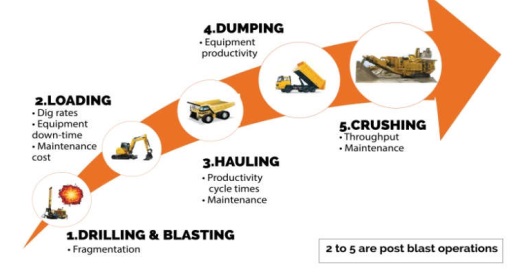 4.DUMPING
• Equipment
productivity
2.LOADING
• Dig rates
• Equipment
down-time
• Maintenance
cost
5.CRUSHING
• Throughput
• Maintenance
3.HAULING
• Productivity
cycle times
• Maintenance
1.DRILLING & BLASTING
• Fragmentation
2 to 5 are post blast operations